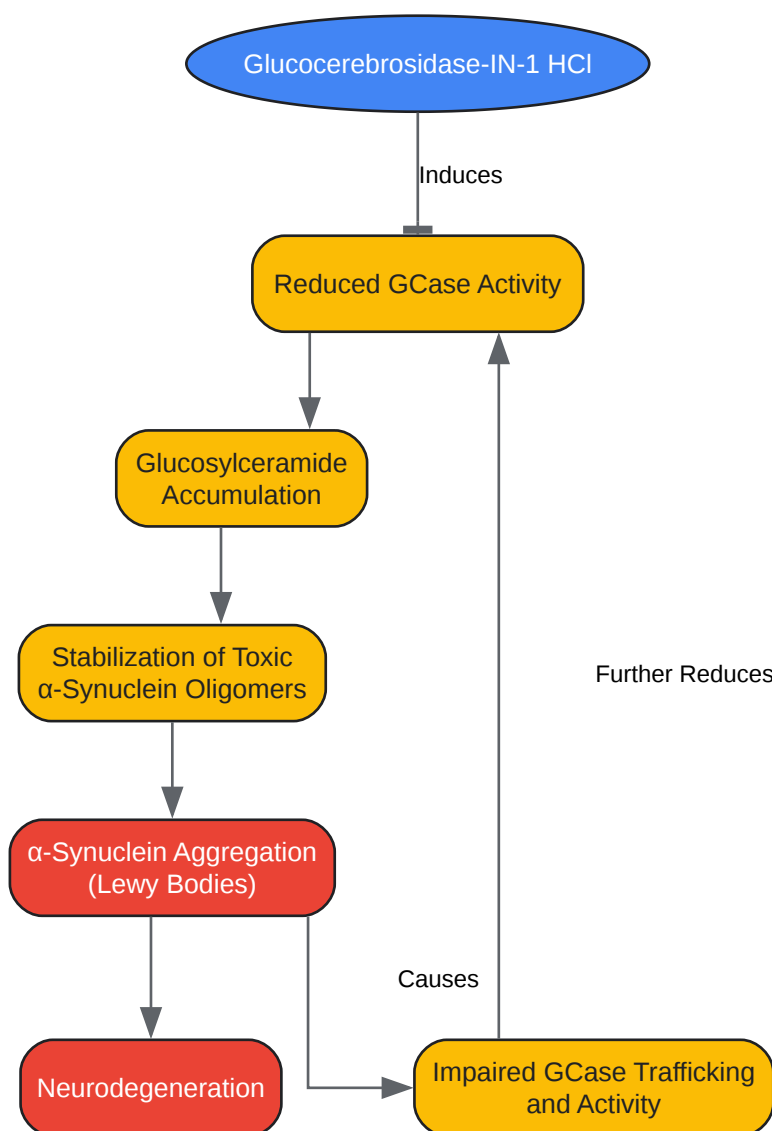 Glucocerebrosidase-IN-1 HCl
Induces
Reduced GCase Activity
Glucosylceramide
Accumulation
Stabilization of Toxic
α-Synuclein Oligomers
Further Reduces
α-Synuclein Aggregation
(Lewy Bodies)
Causes
Neurodegeneration
Impaired GCase Trafficking
and Activity